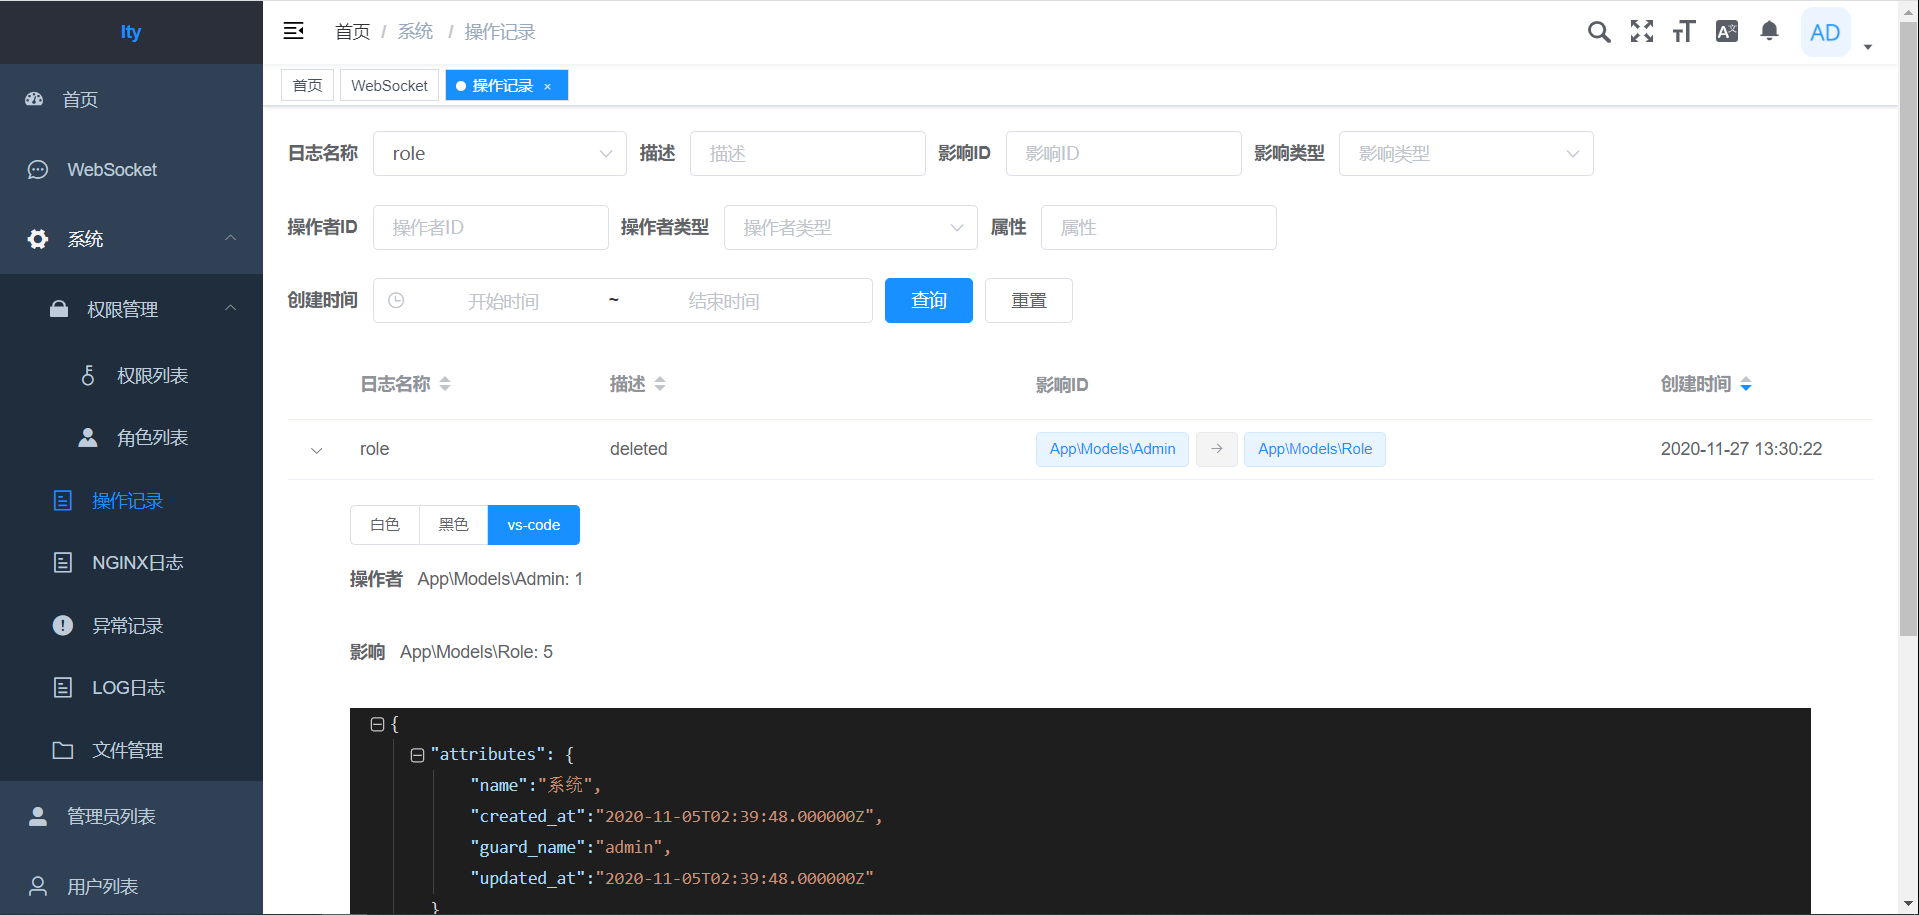 lty
首页
WebSocket
系统
权限管理
权限列表
角色列表
操作记录
NGINX日志
异常记录
LOG日志
文件管理
管理员列表
用户列表
首页 / 系统 / 操作记录
AD
首页 WebSocket 操作记录 ×
日志名称 role 描述 描述 影响ID 影响ID 影响类型 影响类型
操作者ID 操作者ID 操作者类型 操作者类型 属性 属性
创建时间 开始时间 ~ 结束时间 查询 重置
日志名称 描述 影响ID 创建时间
role deleted App\Models\Admin → App\Models\Role 2020-11-27 13:30:22
白色 黑色 vs-code
操作者 App\Models\Admin: 1
影响 App\Models\Role: 5
{
"attributes": {
"name":"系统",
"created_at":"2020-11-05T02:39:48.000000Z",
"guard_name":"admin",
"updated_at":"2020-11-05T02:39:48.000000Z"
}